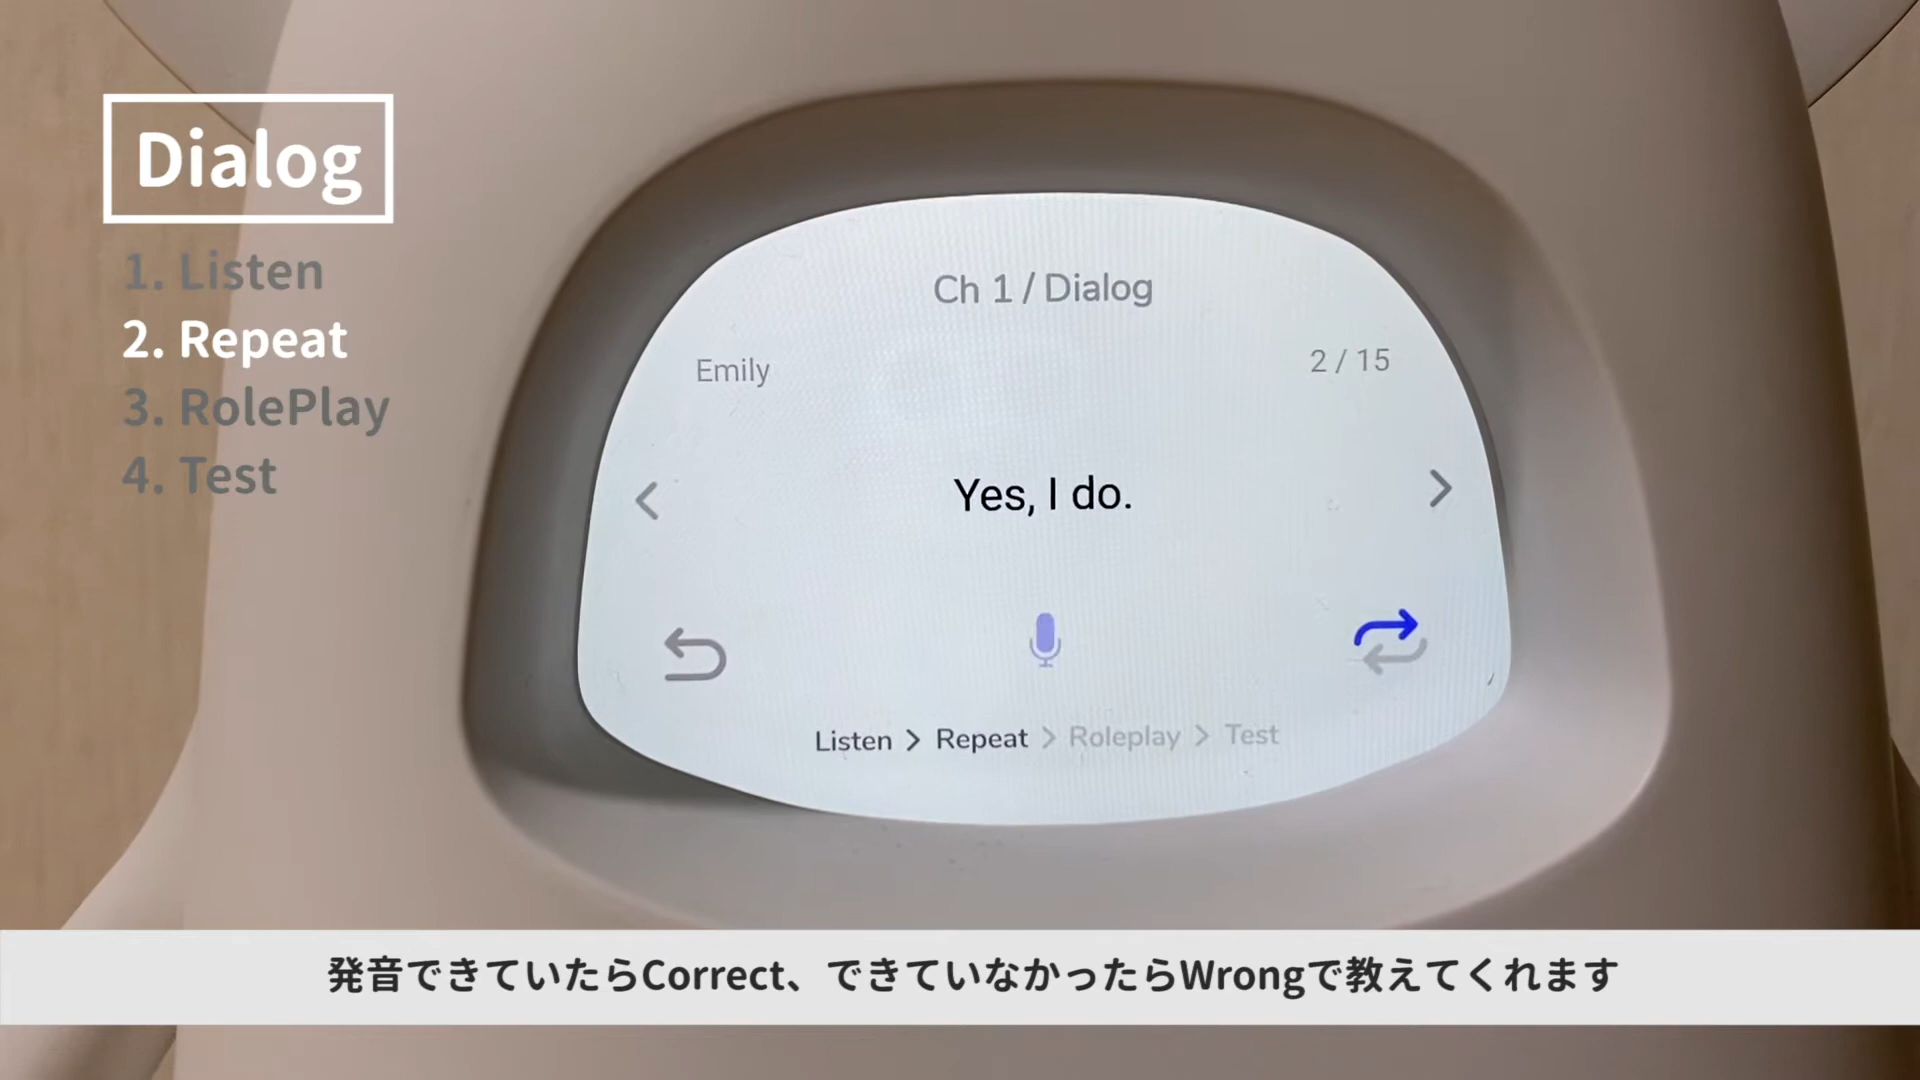 Dialog
1. Listen
2. Repeat
3. RolePlay
4. Test
Ch 1 / Dialog
Emily
2 / 15
Yes, I do.
Listen > Repeat > Roleplay > Test
発音できていたらCorrect、できていなかったらWrongで教えてくれます